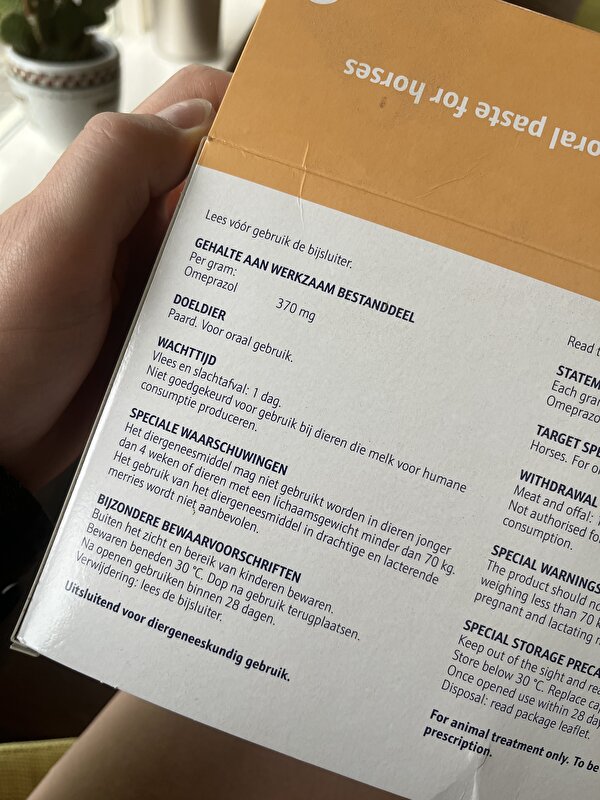 oral paste for horses
Lees vóór gebruik de bijsluiter.
GEHALTE AAN WERKZAAM BESTANDDEEL
Per gram:
Omeprazol 370 mg
DOELDIER
Paard. Voor oraal gebruik.
WACHTTIJD
Vlees en slachtafval: 1 dag.
Niet goedgekeurd voor gebruik bij dieren die melk voor humane
consumptie produceren.
SPECIALE WAARSCHUWINGEN
Het diergeneesmiddel mag niet gebruikt worden in dieren jonger
dan 4 weken of dieren met een lichaamsgewicht minder dan 70 kg.
Het gebruik van het diergeneesmiddel in drachtige en lacterende
merries wordt niet aanbevolen.
BIJZONDERE BEWAARVOORSCHRIFTEN
Buiten het zicht en bereik van kinderen bewaren.
Bewaren beneden 30 °C. Dop na gebruik terugplaatsen.
Na openen gebruiken binnen 28 dagen.
Verwijdering: lees de bijsluiter.
Uitsluitend voor diergeneeskundig gebruik.
Read
STATEM
Each gra
Omeprazo
TARGET SPE
Horses. For o
WITHDRAWAL
Meat and offal: 1
Not authorised fo
consumption.
SPECIAL WARNINGS
The product should no
weighing less than 70 k
pregnant and lactating
SPECIAL STORAGE PRECA
Keep out of the sight and rea
Store below 30 °C. Replace ca
Once opened use within 28 day
Disposal: read package leaflet.
For animal treatment only. To be
prescription.